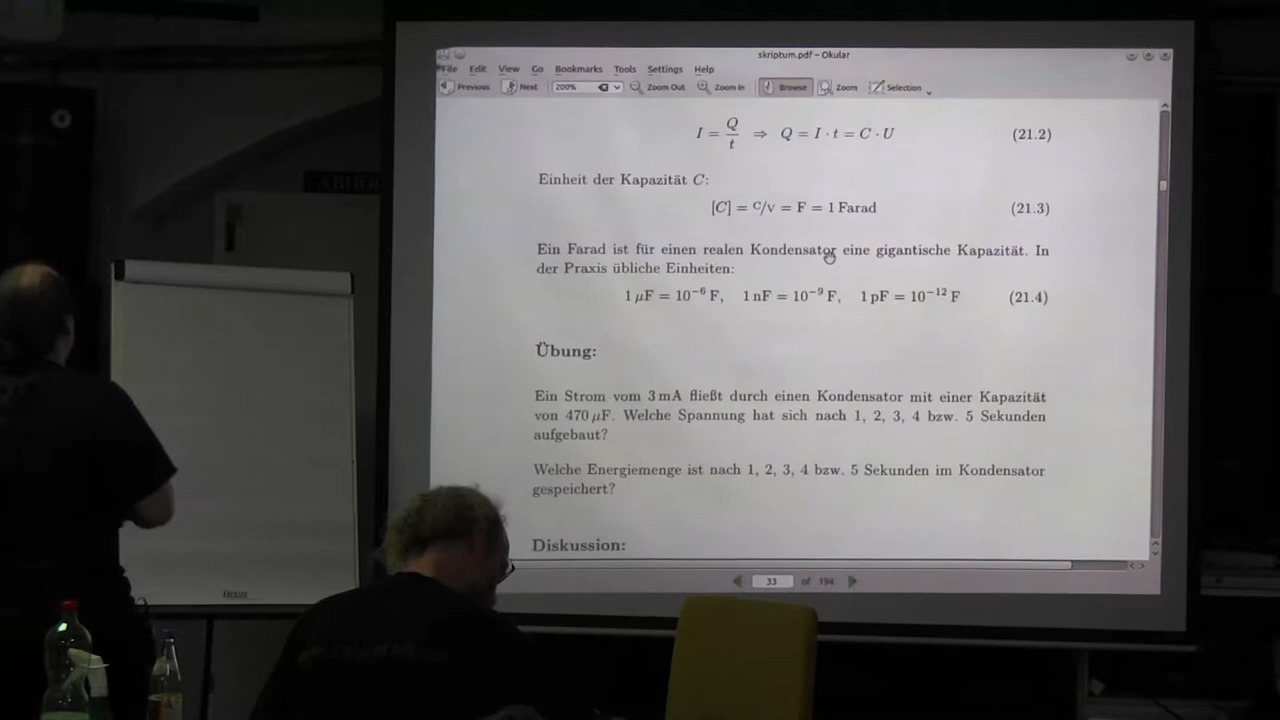 skriptum.pdf – Okular
File Edit View Go Bookmarks Tools Settings Help
Previous Next 200% Zoom Out Zoom In Browse Zoom Selection
I = Q/t ⇒ Q = I · t = C · U (21.2)
Einheit der Kapazität C:
[C] = C/V = F = 1 Farad (21.3)
Ein Farad ist für einen realen Kondensator eine gigantische Kapazität. In
der Praxis übliche Einheiten:
1 μF = 10⁻⁶ F, 1 nF = 10⁻⁹ F, 1 pF = 10⁻¹² F (21.4)
Übung:
Ein Strom vom 3 mA fließt durch einen Kondensator mit einer Kapazität
von 470 μF. Welche Spannung hat sich nach 1, 2, 3, 4 bzw. 5 Sekunden
aufgebaut?
Welche Energiemenge ist nach 1, 2, 3, 4 bzw. 5 Sekunden im Kondensator
gespeichert?
Diskussion:
33 of 194